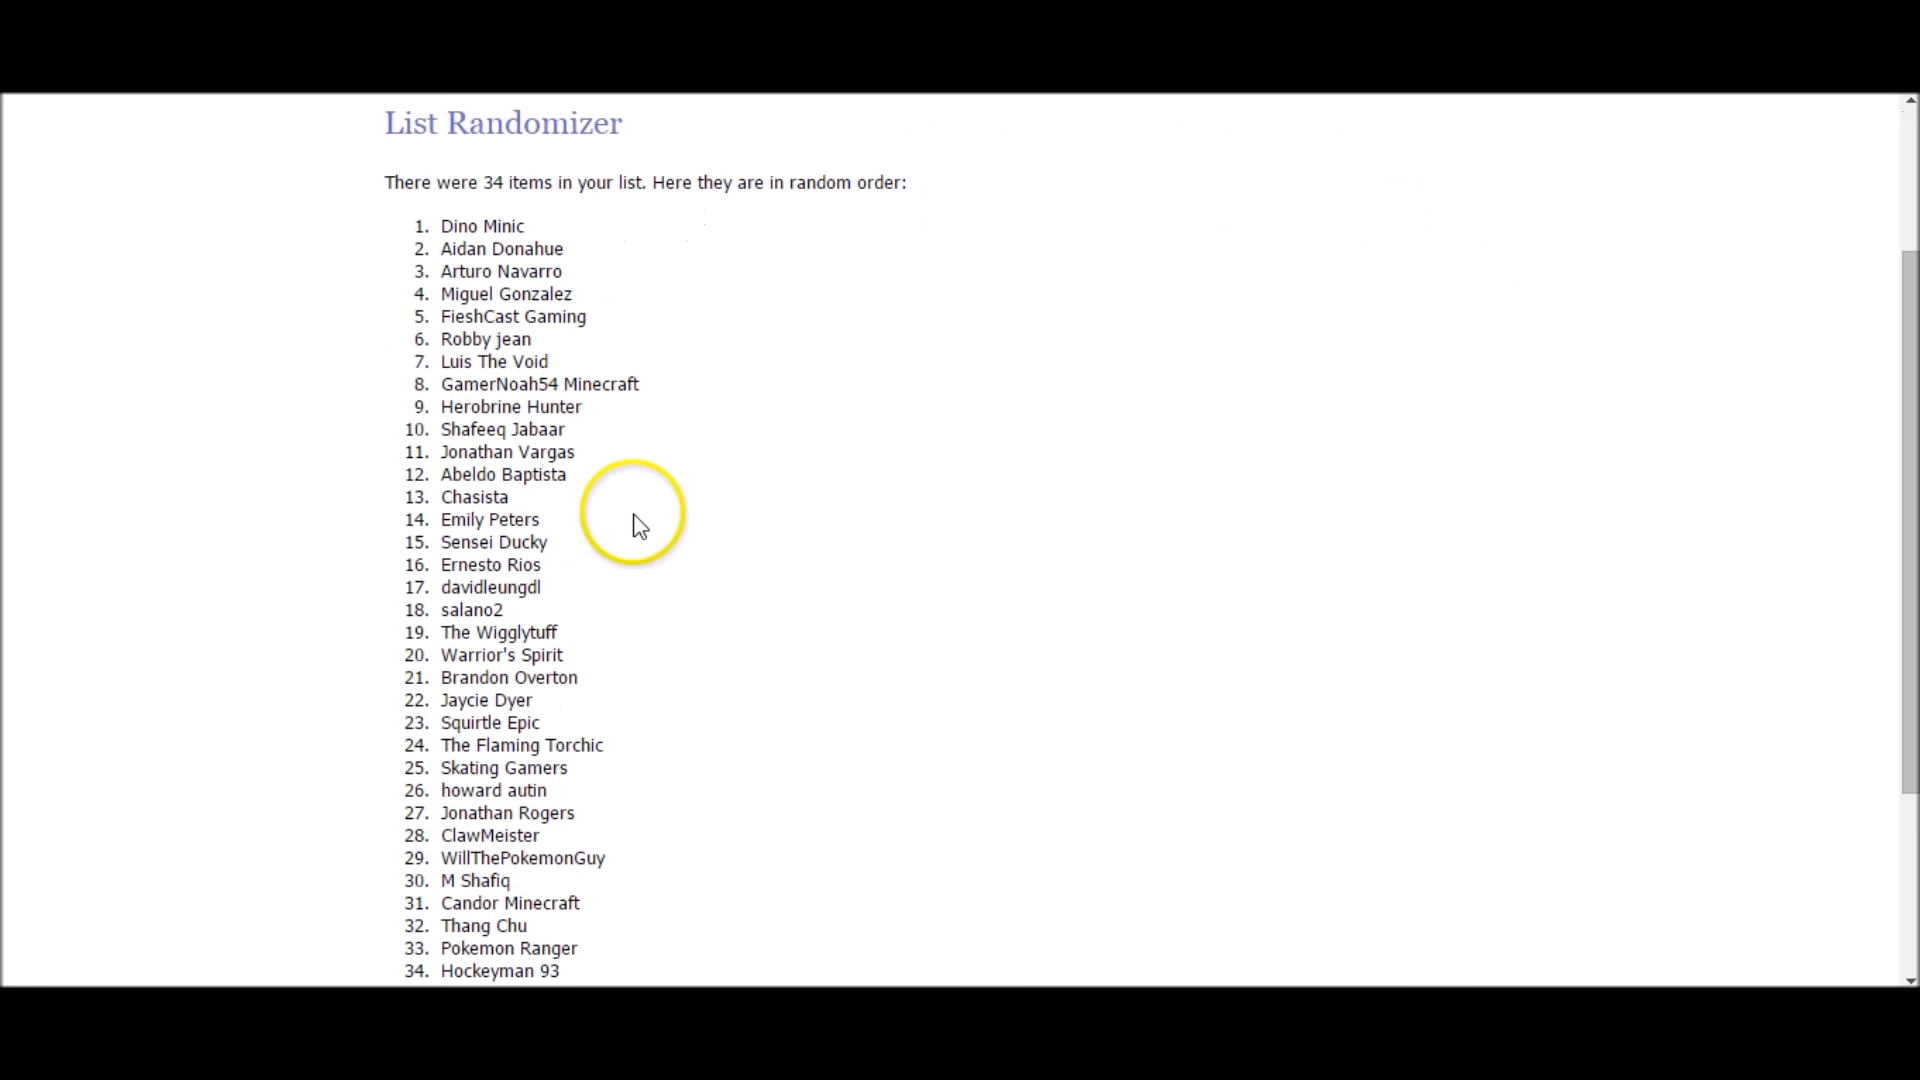 List Randomizer
There were 34 items in your list. Here they are in random order:
1. Dino Minic
2. Aidan Donahue
3. Arturo Navarro
4. Miguel Gonzalez
5. FieshCast Gaming
6. Robby jean
7. Luis The Void
8. GamerNoah54 Minecraft
9. Herobrine Hunter
10. Shafeeq Jabaar
11. Jonathan Vargas
12. Abeldo Baptista
13. Chasista
14. Emily Peters
15. Sensei Ducky
16. Ernesto Rios
17. davidleungdl
18. salano2
19. The Wigglytuff
20. Warrior's Spirit
21. Brandon Overton
22. Jaycie Dyer
23. Squirtle Epic
24. The Flaming Torchic
25. Skating Gamers
26. howard autin
27. Jonathan Rogers
28. ClawMeister
29. WillThePokemonGuy
30. M Shafiq
31. Candor Minecraft
32. Thang Chu
33. Pokemon Ranger
34. Hockeyman 93